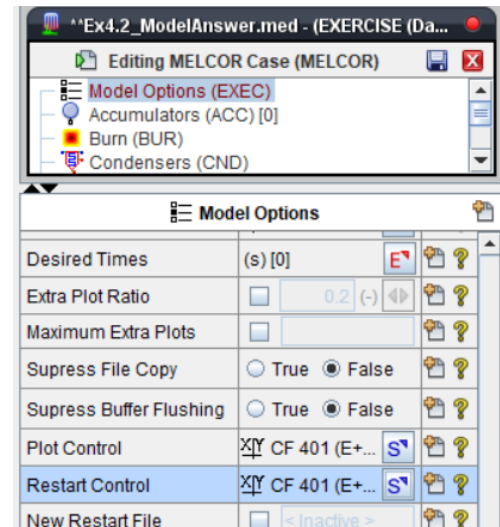 **Ex4.2_ModelAnswer.med - (EXERCISE (Da...
Editing MELCOR Case (MELCOR)
Model Options (EXEC)
Accumulators (ACC) [0]
Burn (BUR)
Condensers (CND)
Model Options
Desired Times (s) [0] E ?
Extra Plot Ratio 0.2 (-) ?
Maximum Extra Plots ?
Supress File Copy True False ?
Supress Buffer Flushing True False ?
Plot Control CF 401 (E+... S ?
Restart Control CF 401 (E+... S ?
New Restart File < Inactive > ?